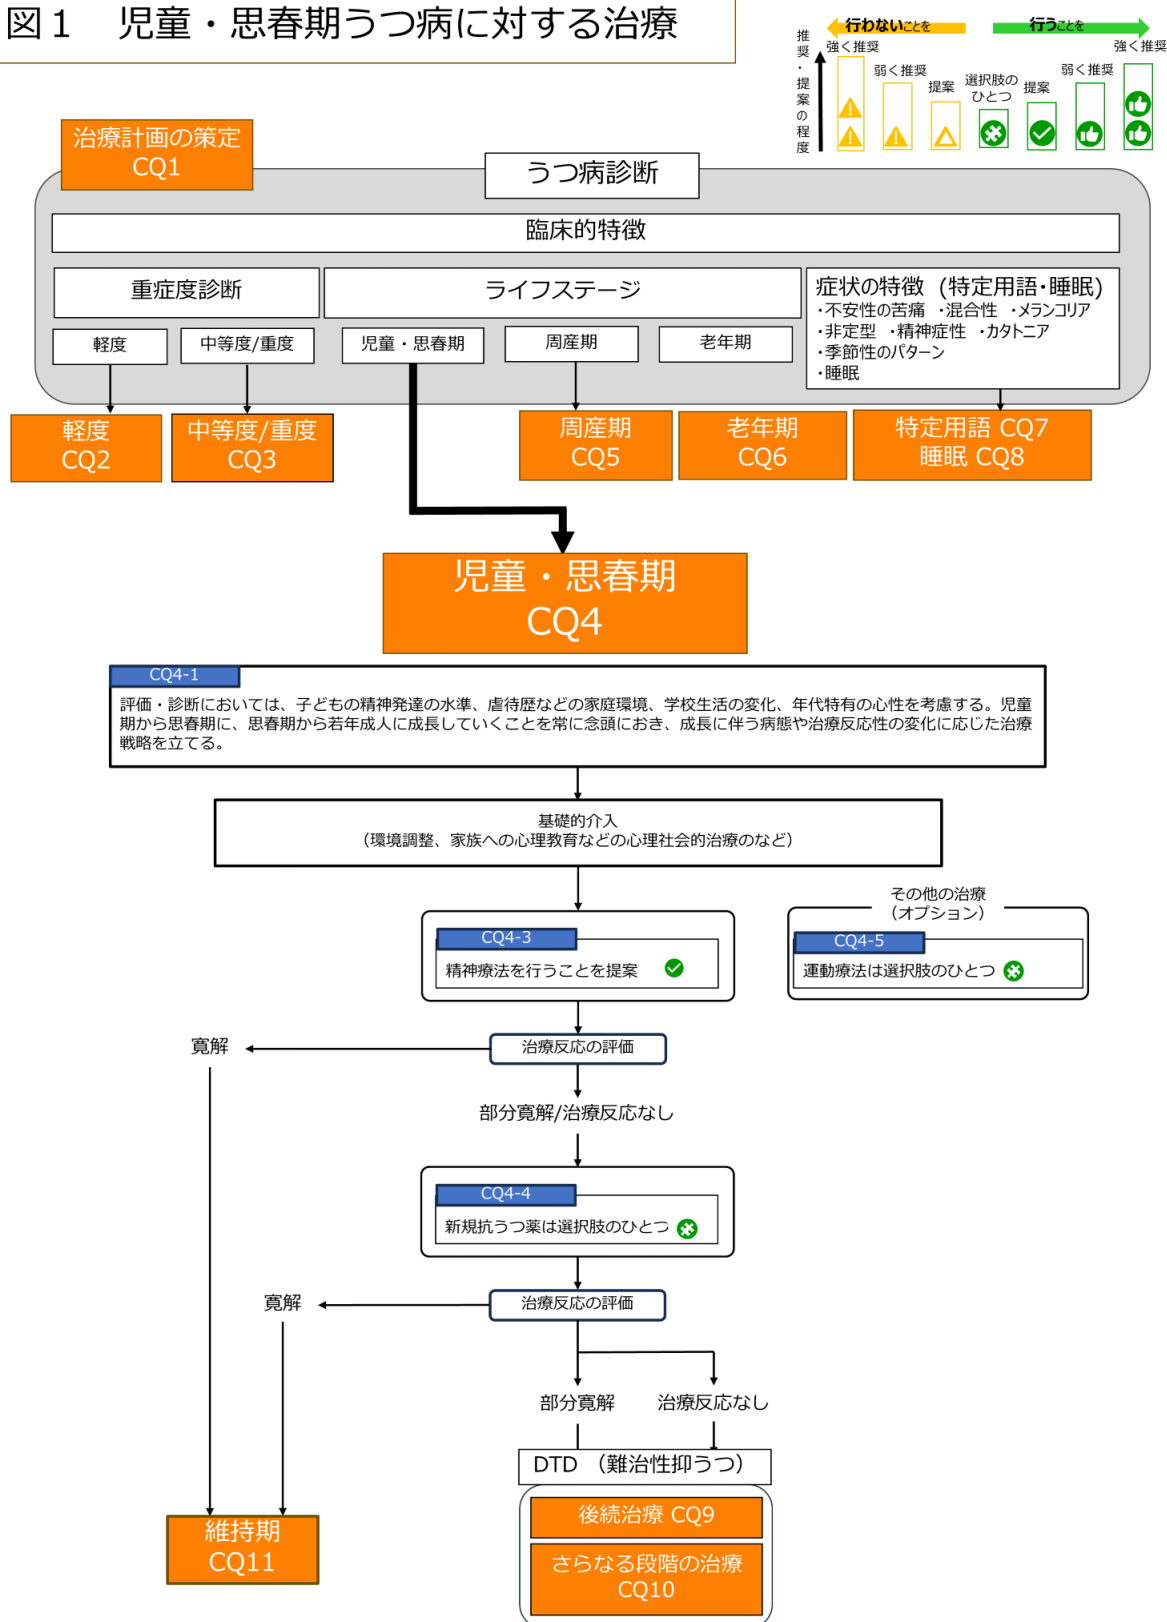 図１　児童・思春期うつ病に対する治療
行わないことを
行うことを
推奨・提案の程度
強く推奨
弱く推奨
提案
選択肢の
ひとつ
提案
弱く推奨
強く推奨
治療計画の策定
CQ1
うつ病診断
臨床的特徴
重症度診断
ライフステージ
症状の特徴（特定用語・睡眠）
・不安性の苦痛　・混合性　・メランコリア
・非定型　・精神症性　・カタトニア
・季節性のパターン
・睡眠
軽度
中等度/重度
児童・思春期
周産期
老年期
軽度
CQ2
中等度/重度
CQ3
周産期
CQ5
老年期
CQ6
特定用語 CQ7
睡眠 CQ8
児童・思春期
CQ4
CQ4-1
評価・診断においては、子どもの精神発達の水準、虐待歴などの家庭環境、学校生活の変化、年代特有の心性を考慮する。児童
期から思春期に、思春期から若年成人に成長していくことを常に念頭におき、成長に伴う病態や治療反応性の変化に応じた治療
戦略を立てる。
基礎的介入
（環境調整、家族への心理教育などの心理社会的治療のなど）
CQ4-3
精神療法を行うことを提案
その他の治療
（オプション）
CQ4-5
運動療法は選択肢のひとつ
寛解
治療反応の評価
部分寛解/治療反応なし
CQ4-4
新規抗うつ薬は選択肢のひとつ
寛解
治療反応の評価
部分寛解
治療反応なし
DTD （難治性抑うつ）
後続治療 CQ9
さらなる段階の治療
CQ10
維持期
CQ11